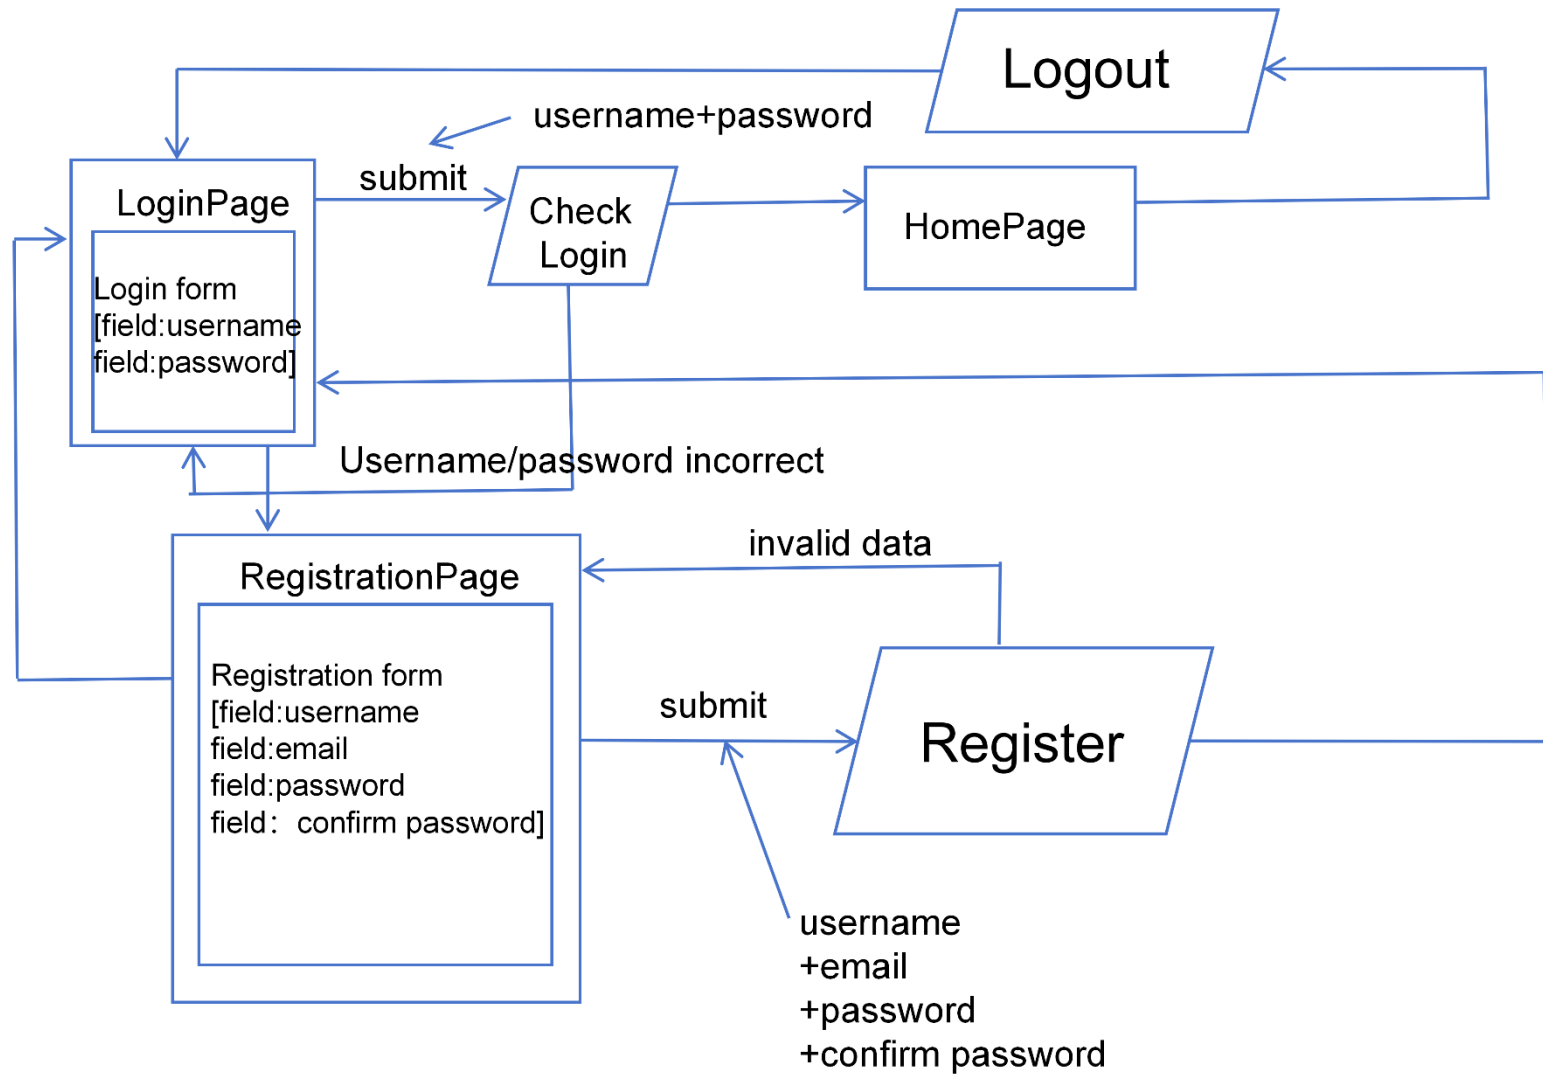 Logout
username+password
submit
LoginPage
Check
Login
HomePage
Login form
[field:username
field:password]
Username/password incorrect
invalid data
RegistrationPage
Registration form
[field:username
field:email
field:password
field：confirm password]
submit
Register
username
+email
+password
+confirm password